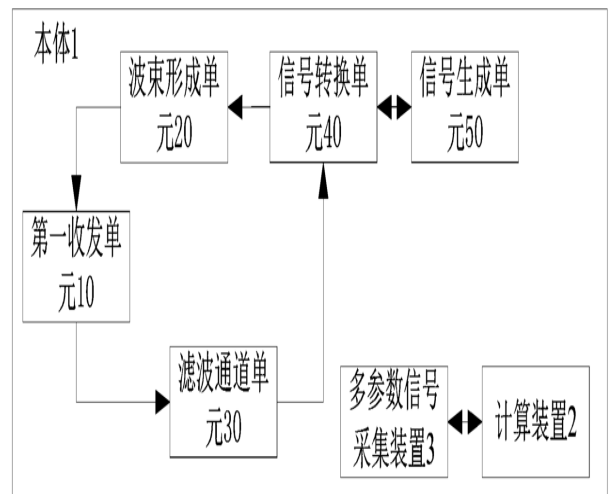 本体1
波束形成单
元20
信号转换单
元40
信号生成单
元50
第一收发单
元10
滤波通道单
元30
多参数信号
采集装置3
计算装置2